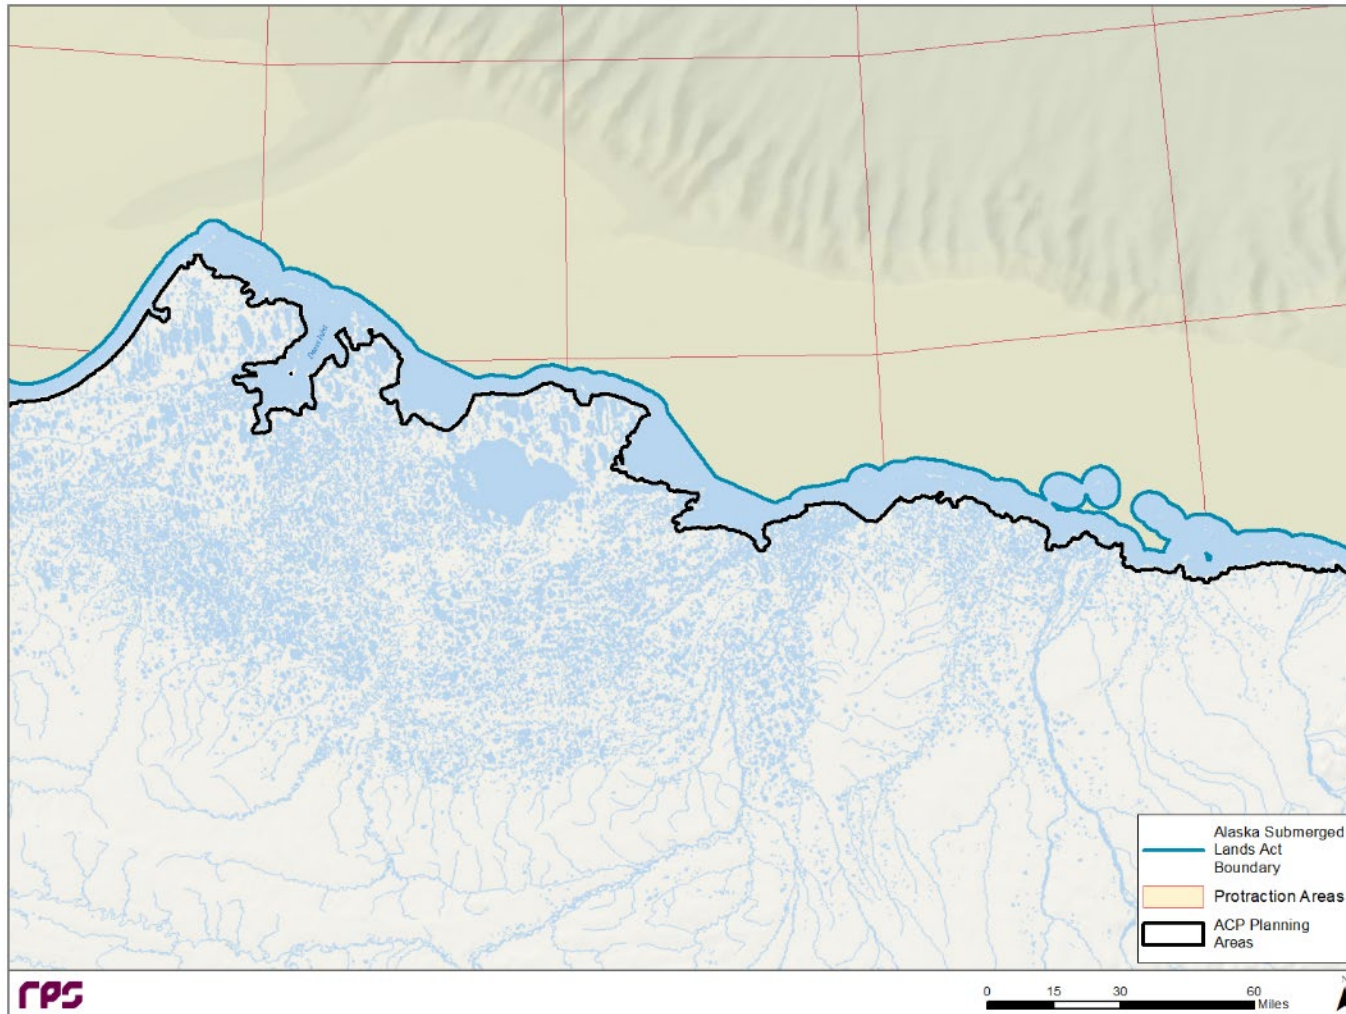 Alaska Submerged
Lands Act
Boundary
Protraction Areas
ACP Planning
Areas
rps
0 15 30 60
Miles